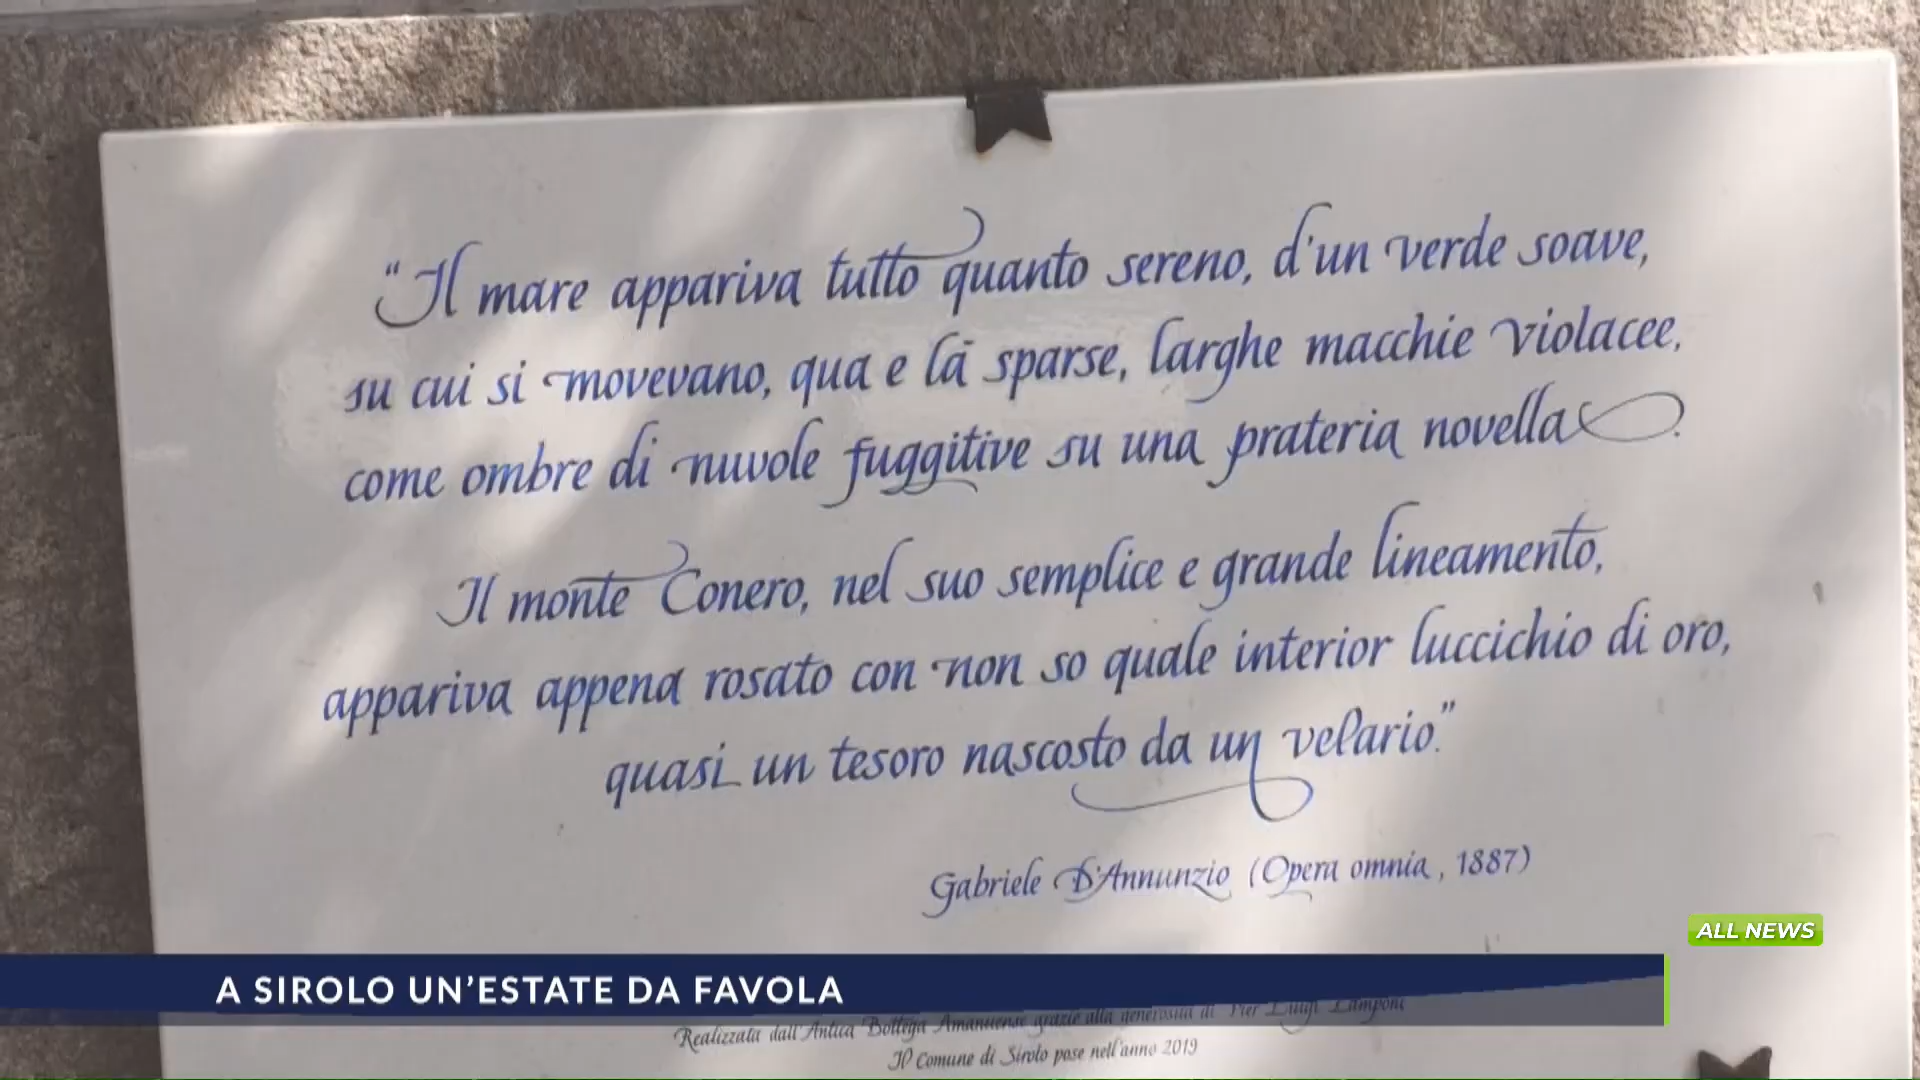 “Il mare appariva tutto quanto sereno, d'un verde soave,
su cui si movevano, qua e là sparse, larghe macchie violacee,
come ombre di nuvole fuggitive su una prateria novella.
Il monte Conero, nel suo semplice e grande lineamento,
appariva appena rosato con non so quale interior luccichio di oro,
quasi un tesoro nascosto da un velario.”
Gabriele D'Annunzio (Opera omnia, 1887)
ALL NEWS
A SIROLO UN’ESTATE DA FAVOLA
Realizzata dall'Antica Bottega Amanuense grazie alla generosità di Pier Luigi Lamponi
Il Comune di Sirolo pose nell'anno 2019